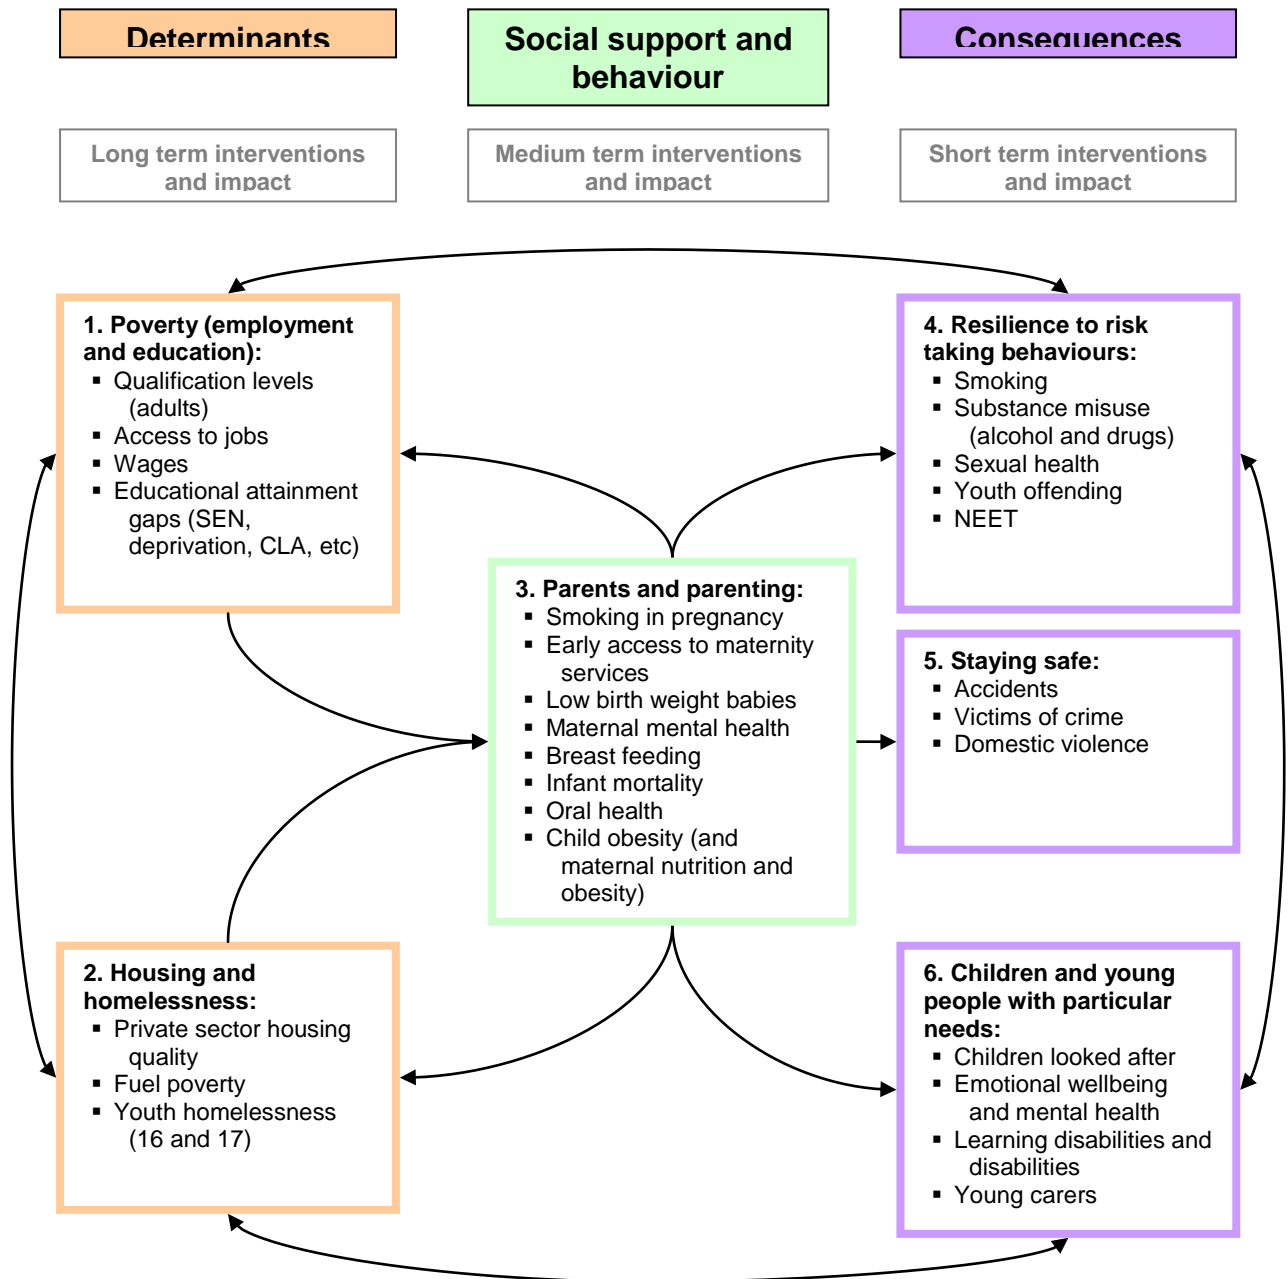 Determinants
Social support and
behaviour
Consequences
Long term interventions
and impact
Medium term interventions
and impact
Short term interventions
and impact
1. Poverty (employment
and education):
▪ Qualification levels
(adults)
▪ Access to jobs
▪ Wages
▪ Educational attainment
gaps (SEN,
deprivation, CLA, etc)
4. Resilience to risk
taking behaviours:
▪ Smoking
▪ Substance misuse
(alcohol and drugs)
▪ Sexual health
▪ Youth offending
▪ NEET
3. Parents and parenting:
▪ Smoking in pregnancy
▪ Early access to maternity
services
▪ Low birth weight babies
▪ Maternal mental health
▪ Breast feeding
▪ Infant mortality
▪ Oral health
▪ Child obesity (and
maternal nutrition and
obesity)
5. Staying safe:
▪ Accidents
▪ Victims of crime
▪ Domestic violence
2. Housing and
homelessness:
▪ Private sector housing
quality
▪ Fuel poverty
▪ Youth homelessness
(16 and 17)
6. Children and young
people with particular
needs:
▪ Children looked after
▪ Emotional wellbeing
and mental health
▪ Learning disabilities and
disabilities
▪ Young carers